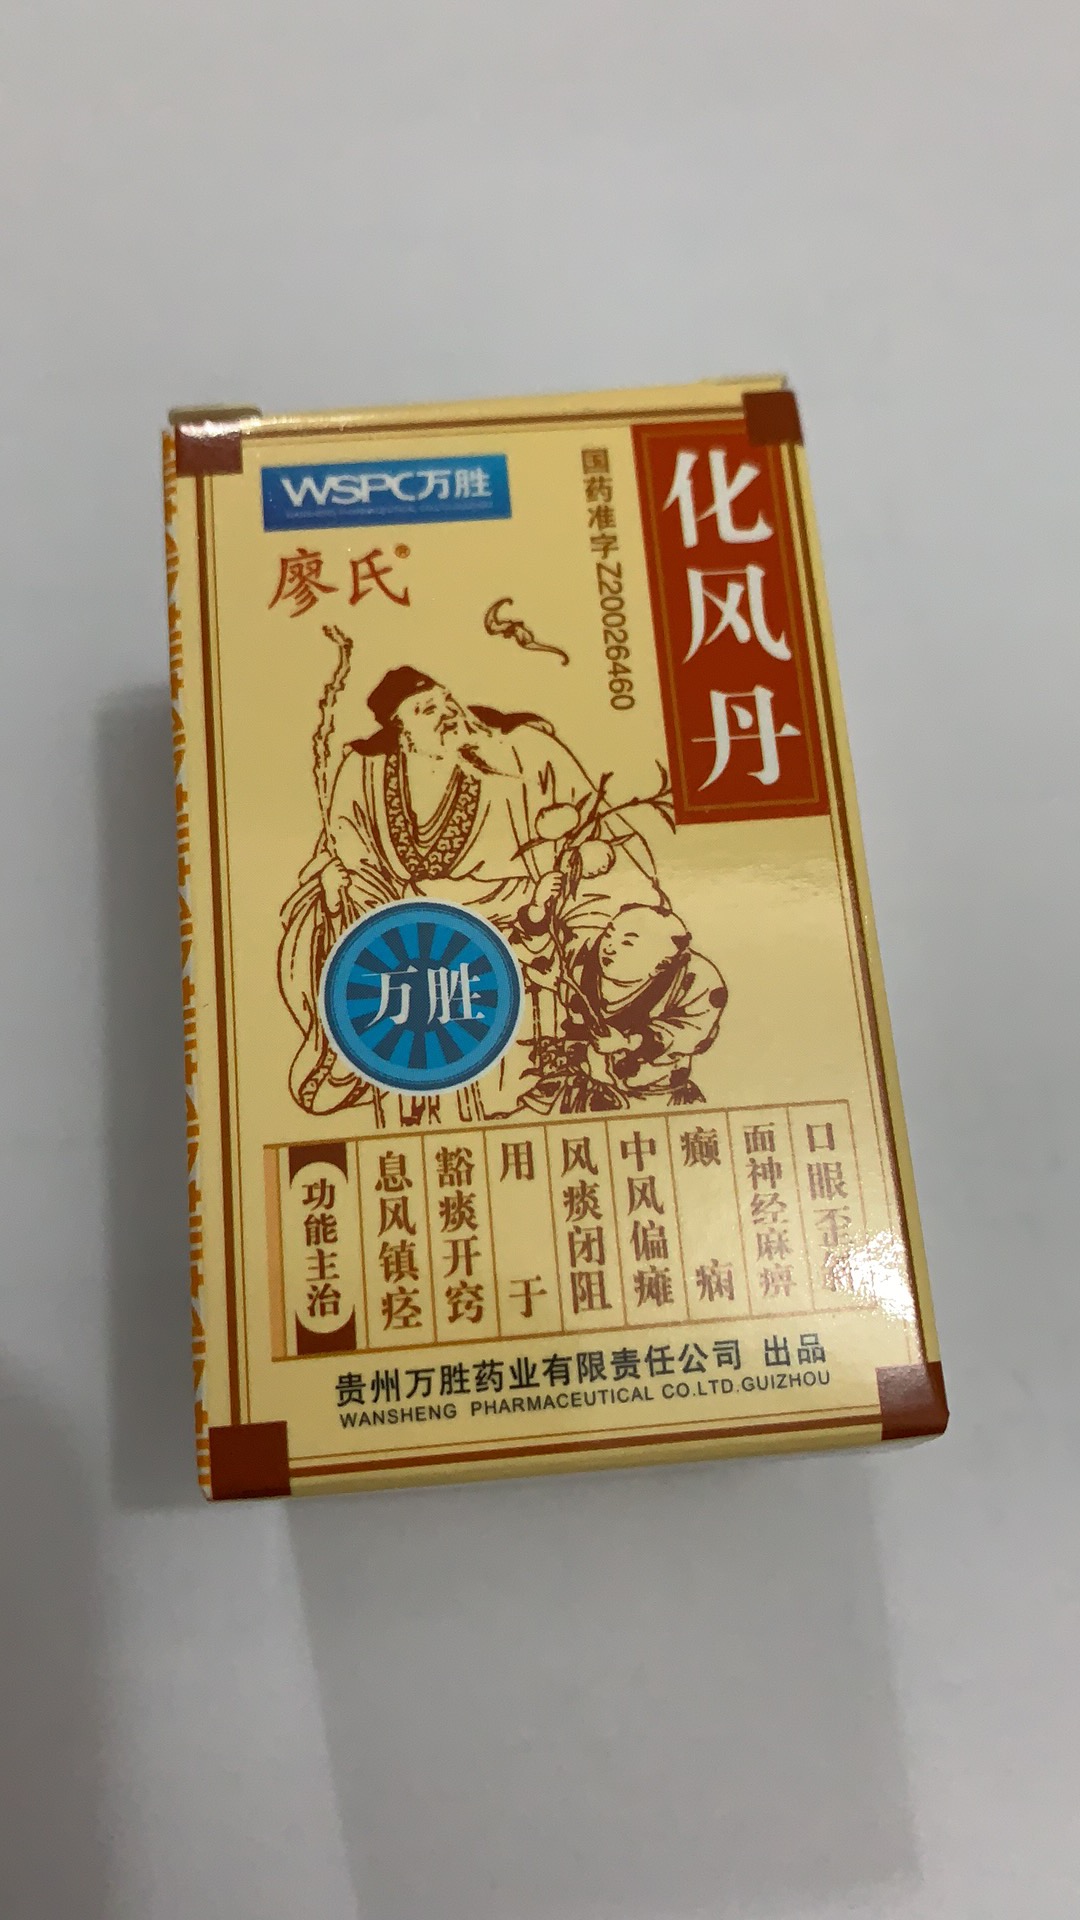 WSPC万胜
廖氏®
国药准字Z20026460
化风丹
万胜
功能主治
息风镇痉
豁痰开窍
用于
风痰闭阻
中风偏瘫
癫痫
面神经麻痹
口眼歪
贵州万胜药业有限责任公司 出品
WANSHENG PHARMACEUTICAL CO.LTD.GUIZHOU